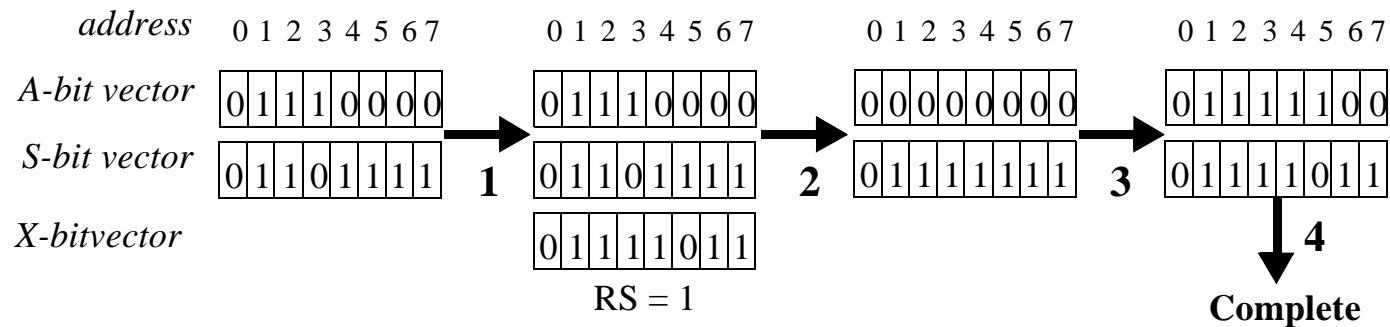 address 0 1 2 3 4 5 6 7 0 1 2 3 4 5 6 7 0 1 2 3 4 5 6 7 0 1 2 3 4 5 6 7
A-bit vector 0 1 1 1 0 0 0 0 0 1 1 1 0 0 0 0 0 0 0 0 0 0 0 0 0 1 1 1 1 1 0 0
S-bit vector 0 1 1 0 1 1 1 1 1 0 1 1 0 1 1 1 1 2 0 1 1 1 1 1 1 1 3 0 1 1 1 1 0 1 1
X-bitvector 0 1 1 1 1 0 1 1 4
RS = 1 Complete